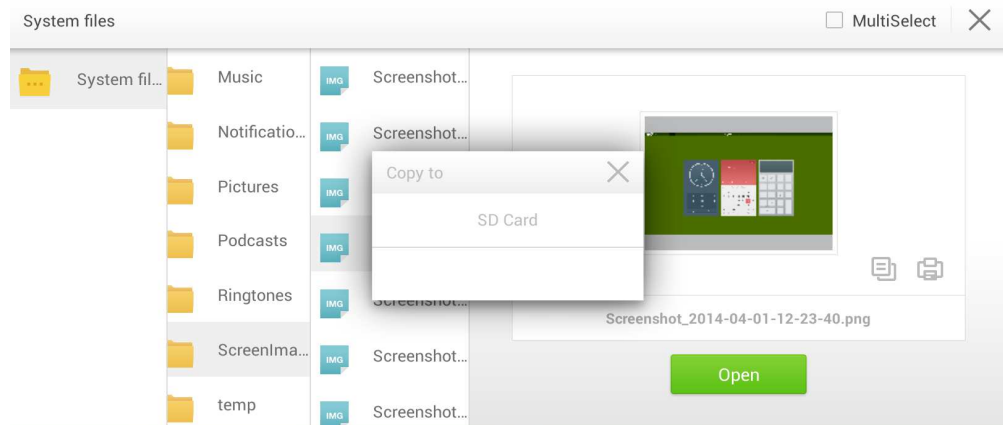 System files
MultiSelect
System fil...
Music
Notificatio...
Pictures
Podcasts
Ringtones
ScreenIma...
temp
IMG Screenshot...
IMG Screenshot...
IMG
IMG
IMG Screenshot...
IMG Screenshot...
IMG Screenshot...
Copy to
SD Card
Screenshot_2014-04-01-12-23-40.png
Open